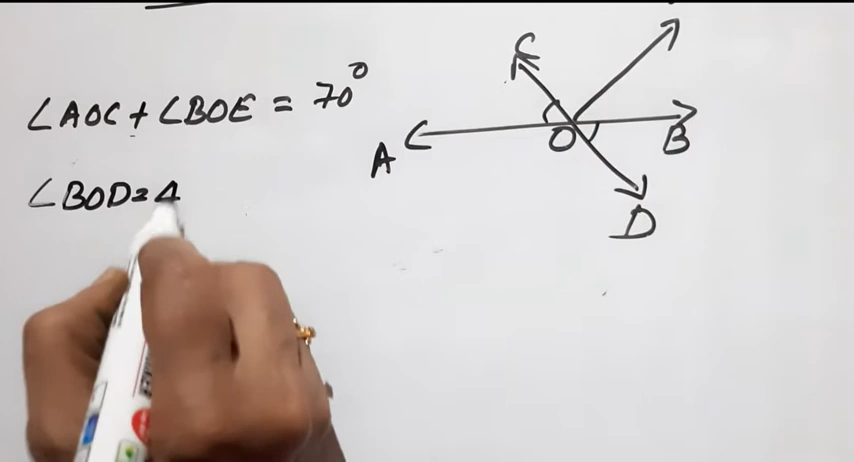 ∠AOC + ∠BOE = 70°
∠BOD = 4
C
O
A
B
D